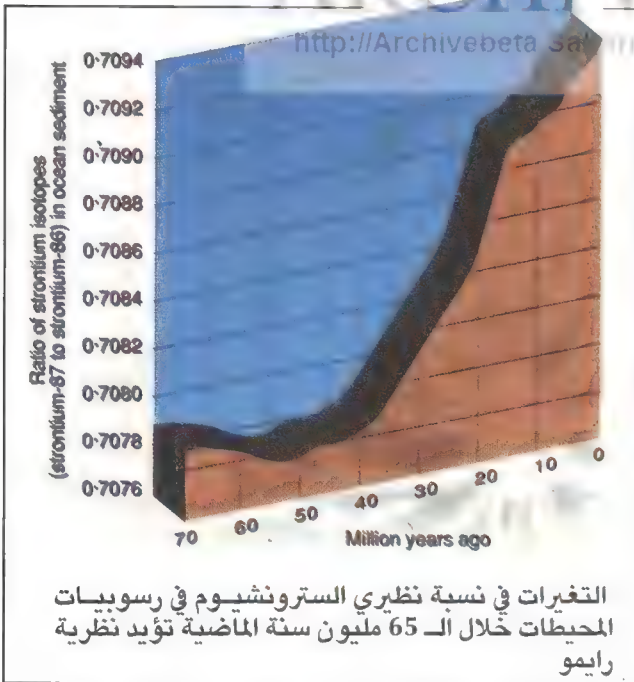 http://Archivebeta
0·7094
0·7092
0·7090
0·7088
0·7086
0·7084
0·7082
0·7080
0·7078
0·7076
Ratio of strontium isotopes
(strontium-87 to strontium-86) in ocean sediment
70 60 50 40 30 20 10 0
Million years ago
التغيرات في نسبة نظيري السترونشيوم في رسوبيات
المحيطات خلال الـ 65 مليون سنة الماضية تؤيد نظرية
رايمو